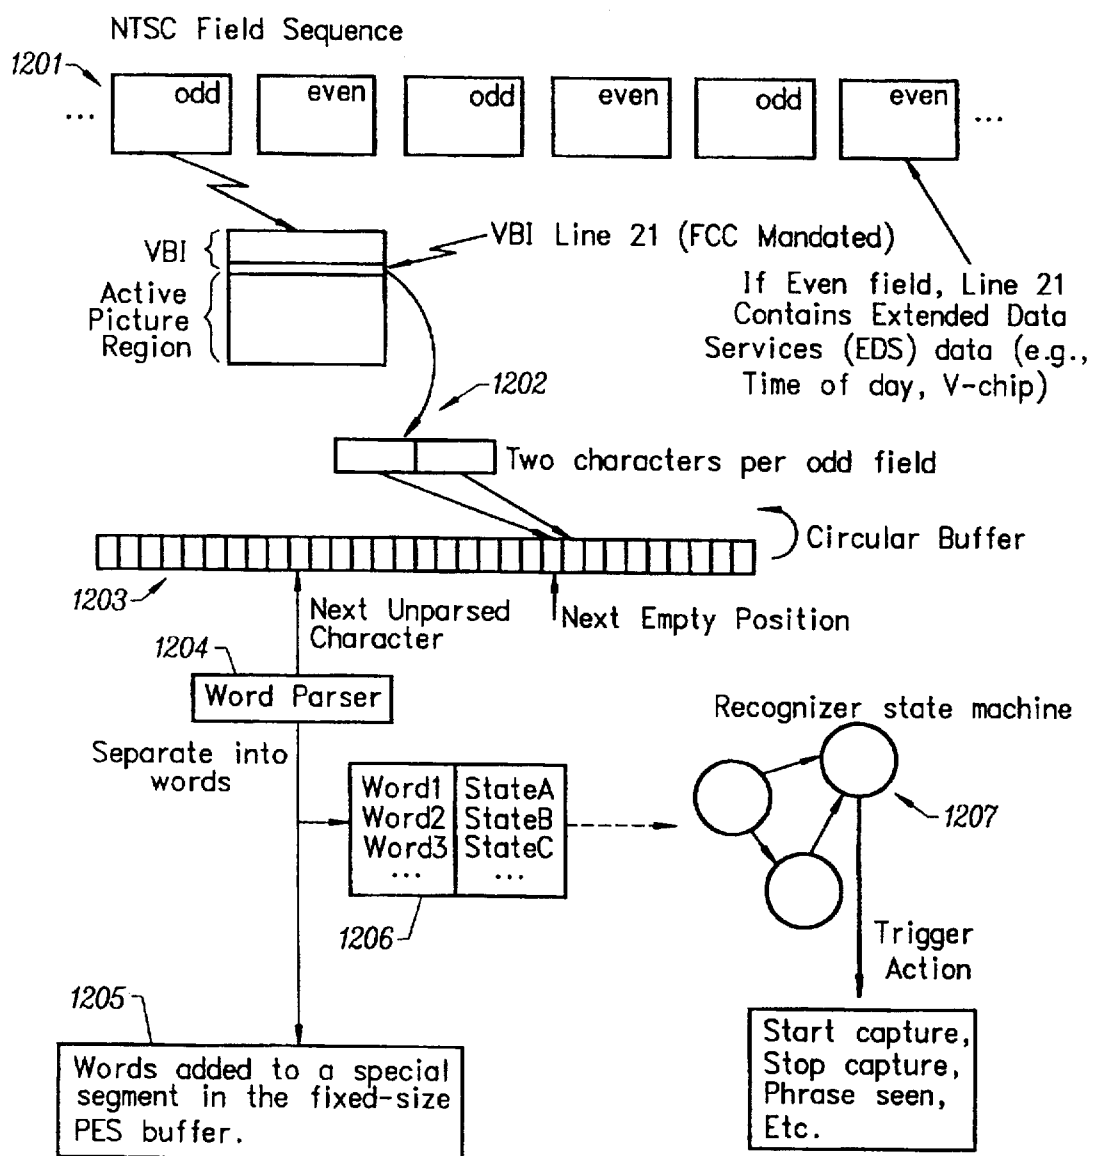 NTSC Field Sequence
1201
... odd even odd even odd even ...
VBI
VBI Line 21 (FCC Mandated)
Active
Picture
Region
If Even field, Line 21
Contains Extended Data
Services (EDS) data (e.g.,
Time of day, V-chip)
1202
Two characters per odd field
Circular Buffer
1203
Next Unparsed
Character
Next Empty Position
1204
Word Parser
Separate into
words
Recognizer state machine
Word1 StateA
Word2 StateB
Word3 StateC
... ...
1206
1207
Trigger
Action
1205
Words added to a special
segment in the fixed-size
PES buffer.
Start capture,
Stop capture,
Phrase seen,
Etc.